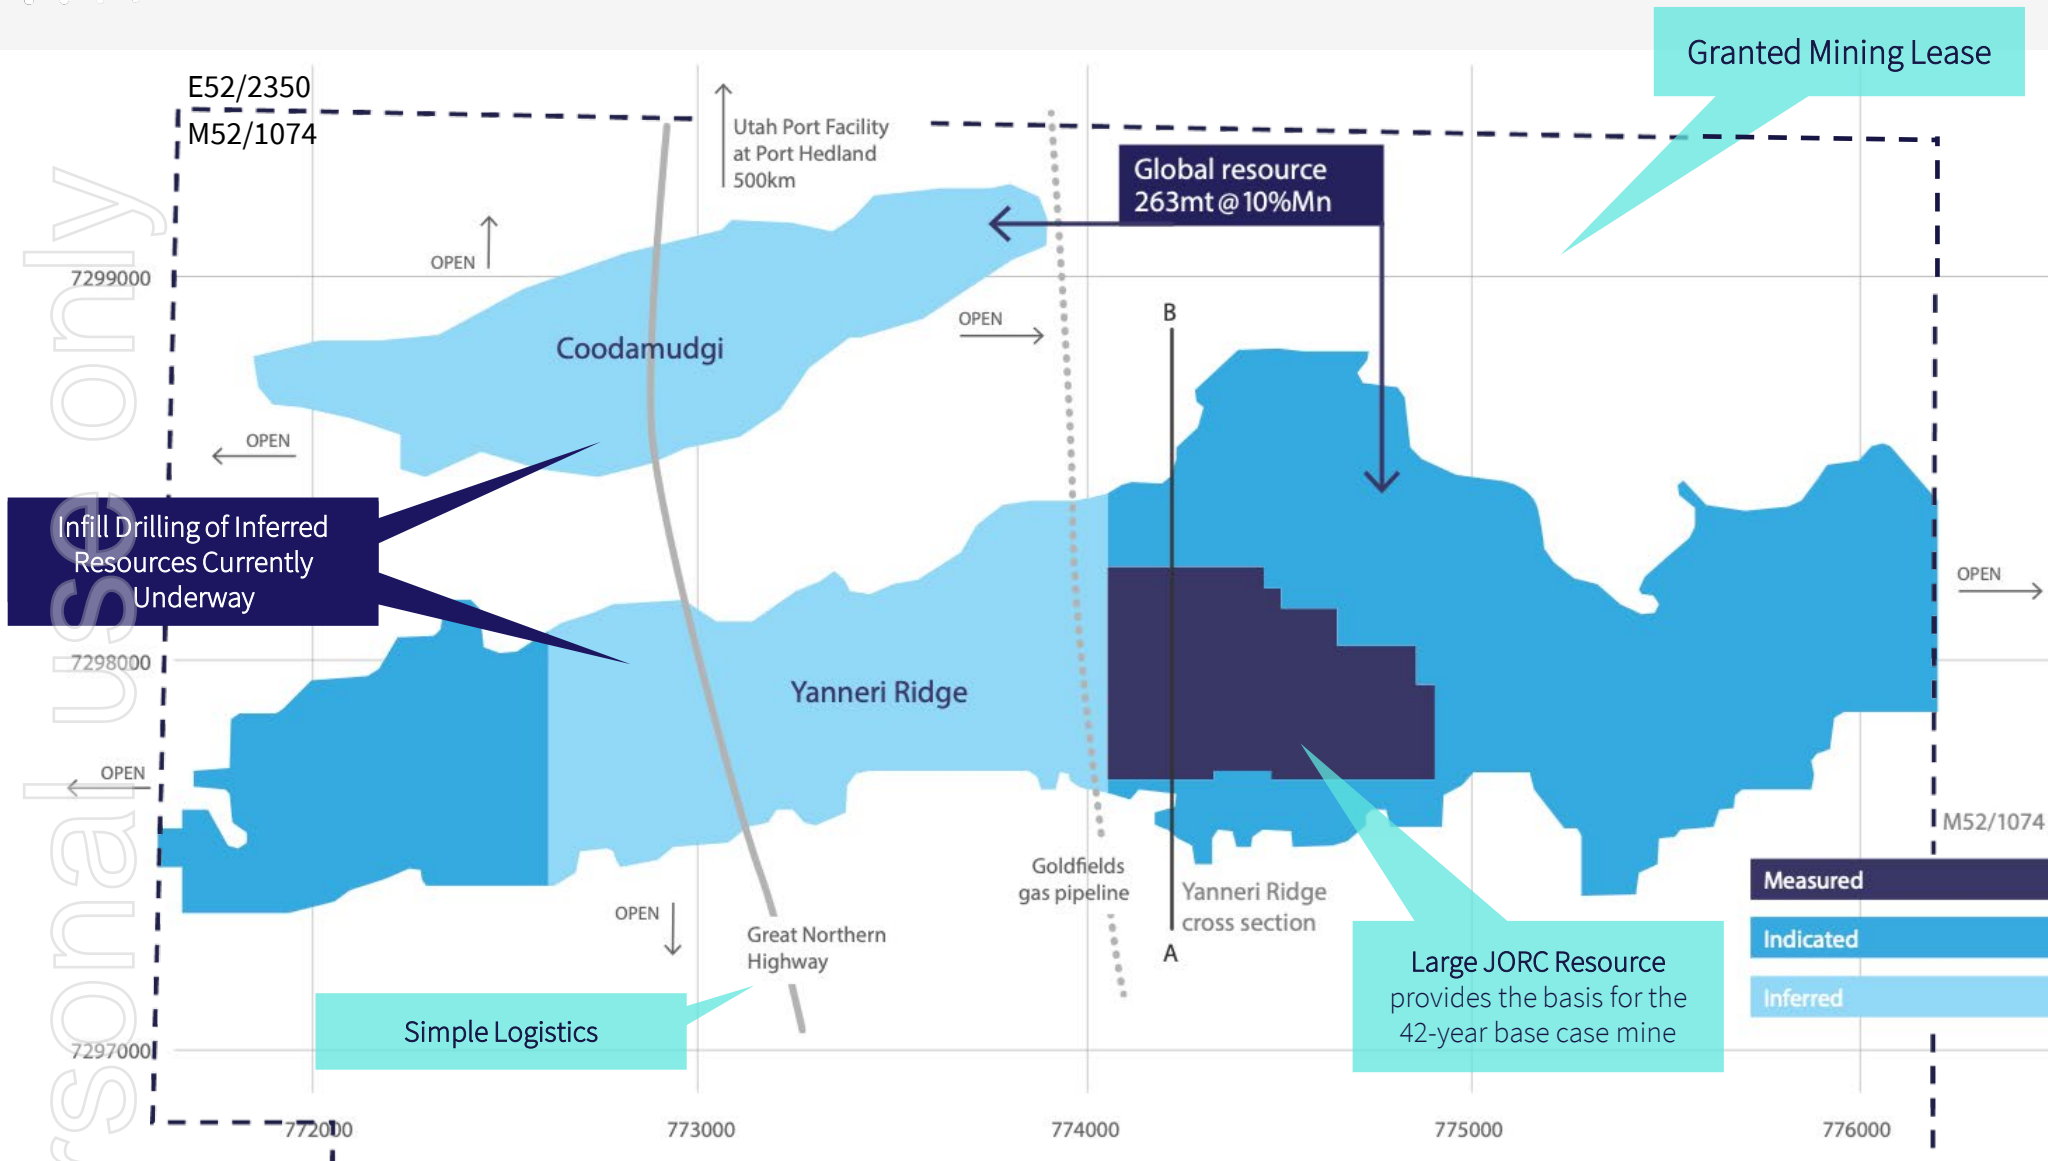 Granted Mining Lease
E52/2350
M52/1074
Utah Port Facility
at Port Hedland
500km
Global resource
263mt@10%Mn
OPEN
7299000
OPEN
B
Coodamudgi
OPEN
Infill Drilling of Inferred
Resources Currently
Underway
OPEN
7298000
Yanneri Ridge
OPEN
M52/1074
Goldfields
gas pipeline
Yanneri Ridge
cross section
A
OPEN
Great Northern
Highway
Measured
Indicated
Inferred
Large JORC Resource
provides the basis for the
42-year base case mine
Simple Logistics
7297000
772000
773000
774000
775000
776000
rsonal use only